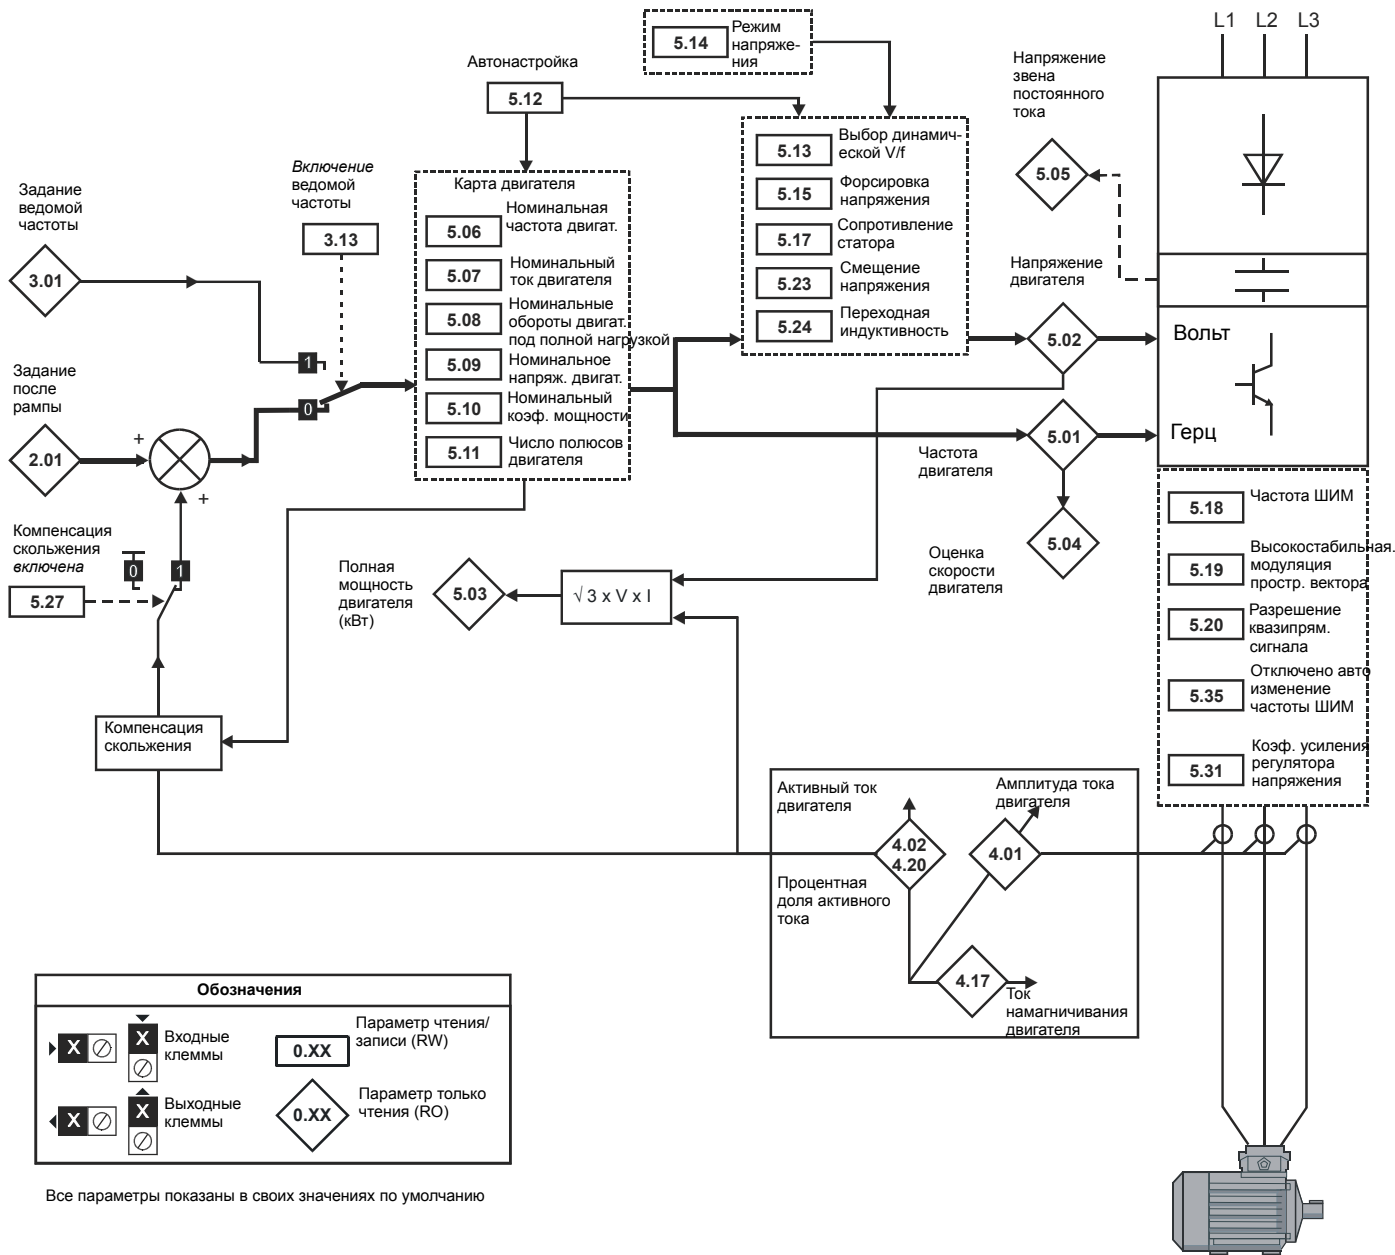 L1 L2 L3
5.14
Режим
напряже-
ния
Автонастройка
5.12
Напряжение
звена
постоянного
тока
5.05
Включение
ведомой
частоты
3.13
Задание
ведомой
частоты
3.01
1
Задание
после
рампы
2.01
0
+
+
Карта двигателя
5.06
Номинальная
частота двигат.
5.07
Номинальный
ток двигателя
5.08
Номинальные
обороты двигат.
под полной нагрузкой
5.09
Номинальное
напряж. двигат.
5.10
Номинальный
коэф. мощности
5.11
Число полюсов
двигателя
5.13
Выбор динамич-
еской V/f
5.15
Форсировка
напряжения
5.17
Сопротивление
статора
5.23
Смещение
напряжения
5.24
Переходная
индуктивность
Напряжение
двигателя
5.02
Вольт
5.01
Герц
Частота
двигателя
5.04
Оценка
скорости
двигателя
Компенсация
скольжения
включена
0
1
5.27
Полная
мощность
двигателя
(кВт)
5.03
√ 3 x V x I
5.18
Частота ШИМ
5.19
Высокостабильная.
модуляция
простр. вектора
5.20
Разрешение
квазипрям.
сигнала
5.35
Отключено авто
изменение
частоты ШИМ
5.31
Коэф. усиления
регулятора
напряжения
Компенсация
скольжения
Активный ток
двигателя
Амплитуда тока
двигателя
4.02
4.20
4.01
Процентная
доля активного
тока
4.17
Ток
намагничивания
двигателя
Обозначения
X
X
Входные
клеммы
0.XX
Параметр чтения/
записи (RW)
X
X
Выходные
клеммы
0.XX
Параметр только
чтения (RO)
Все параметры показаны в своих значениях по умолчанию